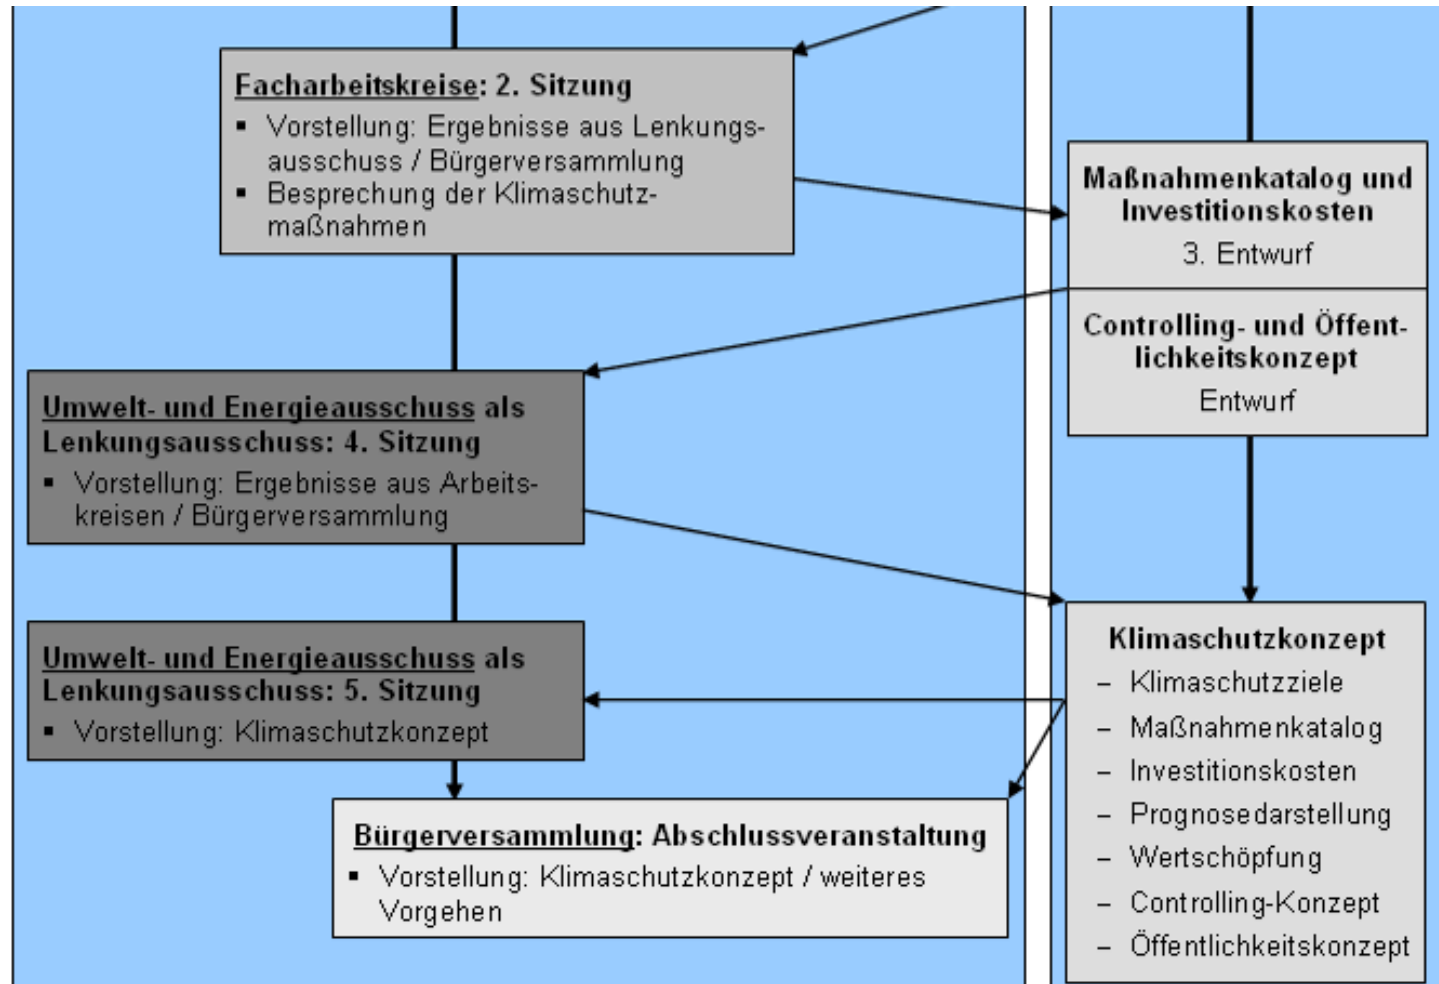 Facharbeitskreise: 2. Sitzung
▪ Vorstellung: Ergebnisse aus Lenkungs-
ausschuss / Bürgerversammlung
▪ Besprechung der Klimaschutz-
maßnahmen
Maßnahmenkatalog und
Investitionskosten
3. Entwurf
Controlling- und Öffent-
lichkeitskonzept
Entwurf
Umwelt- und Energieausschuss als
Lenkungsausschuss: 4. Sitzung
▪ Vorstellung: Ergebnisse aus Arbeits-
kreisen / Bürgerversammlung
Umwelt- und Energieausschuss als
Lenkungsausschuss: 5. Sitzung
▪ Vorstellung: Klimaschutzkonzept
Klimaschutzkonzept
– Klimaschutzziele
– Maßnahmenkatalog
– Investitionskosten
– Prognosedarstellung
– Wertschöpfung
– Controlling-Konzept
– Öffentlichkeitskonzept
Bürgerversammlung: Abschlussveranstaltung
▪ Vorstellung: Klimaschutzkonzept / weiteres
Vorgehen